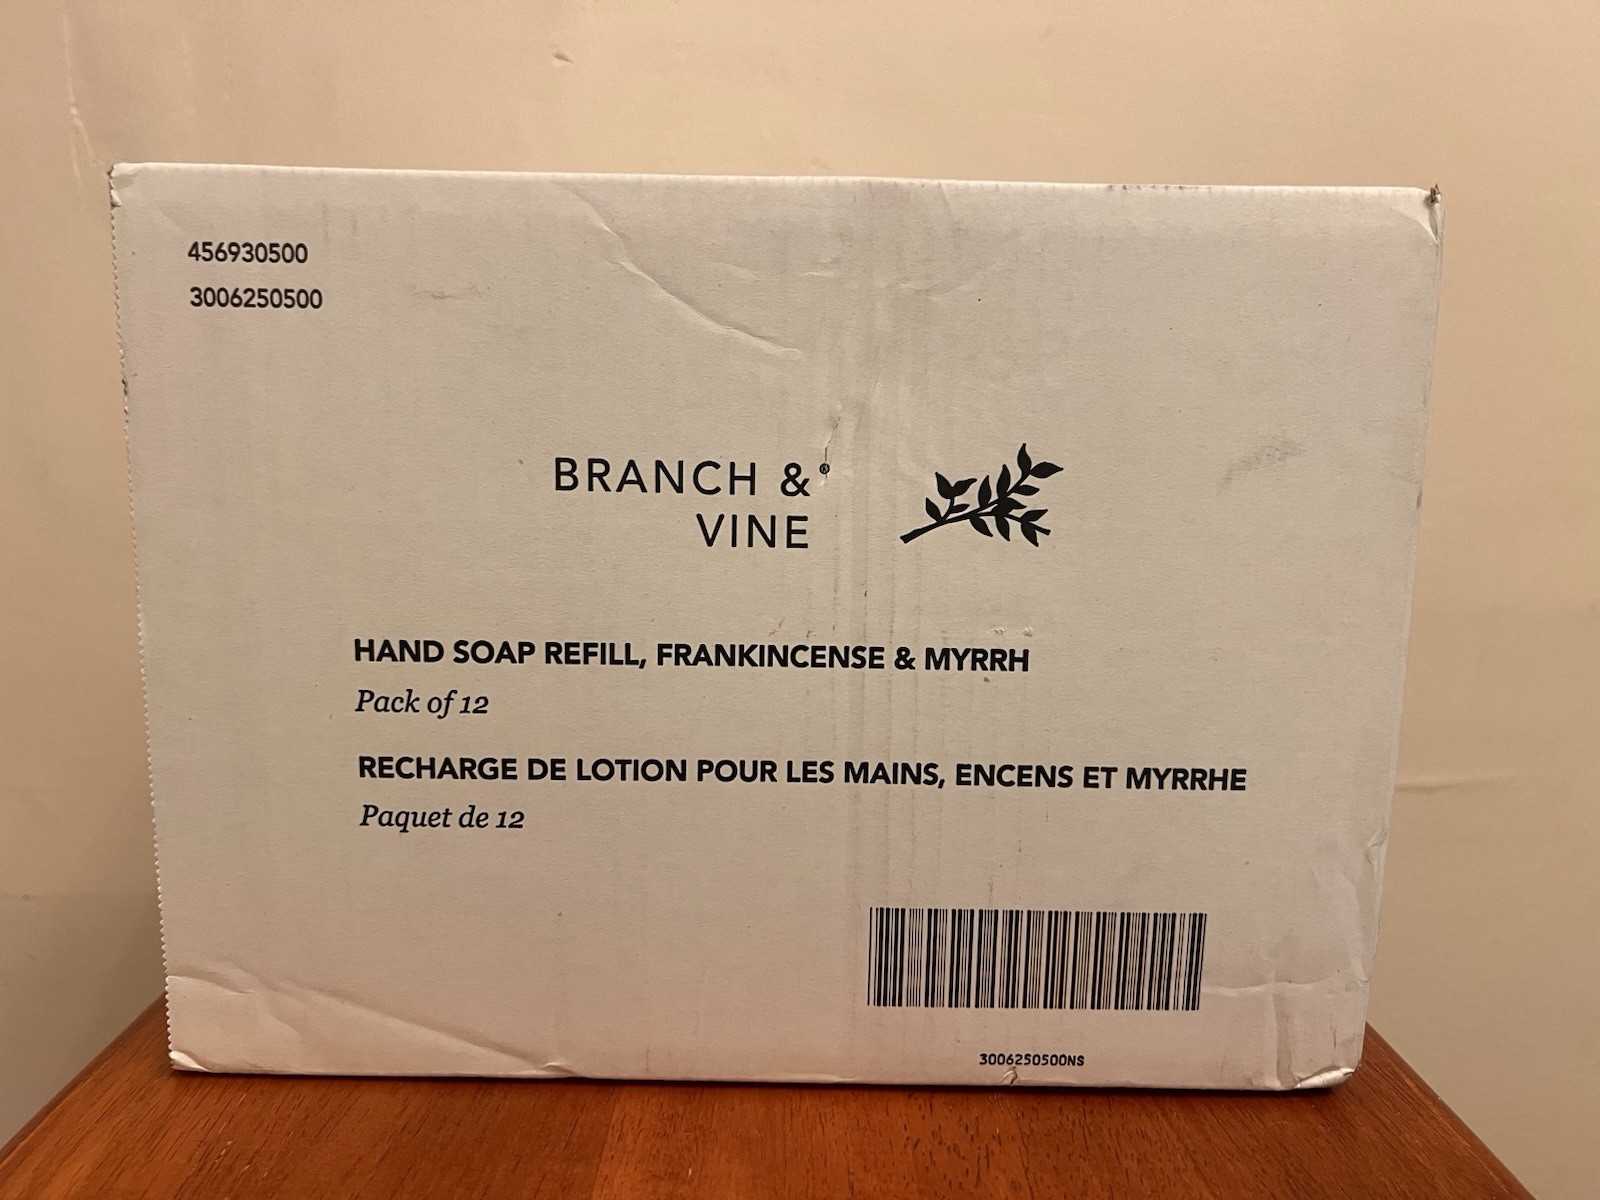 456930500
3006250500
BRANCH &®
VINE
HAND SOAP REFILL, FRANKINCENSE & MYRRH
Pack of 12
RECHARGE DE LOTION POUR LES MAINS, ENCENS ET MYRRHE
Paquet de 12
3006250500NS